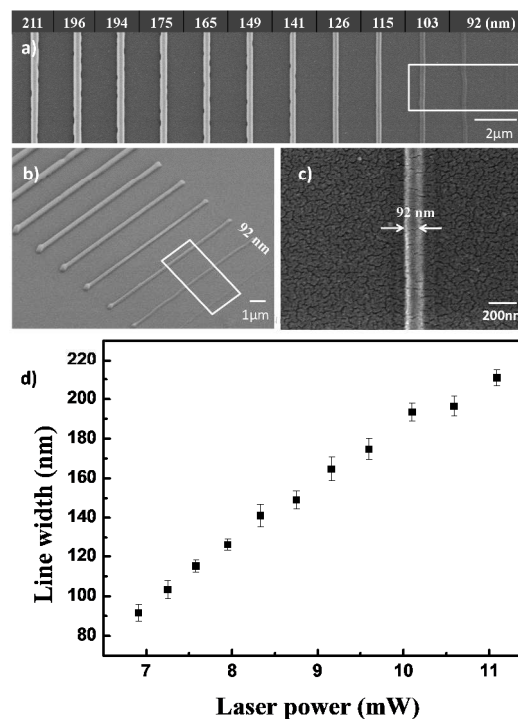 211 196 194 175 165 149 141 126 115 103 92 (nm)
a)
2μm
b)
92 nm
1μm
c)
92 nm
200nm
d)
220
200
180
160
140
120
100
80
Line width (nm)
7 8 9 10 11
Laser power (mW)